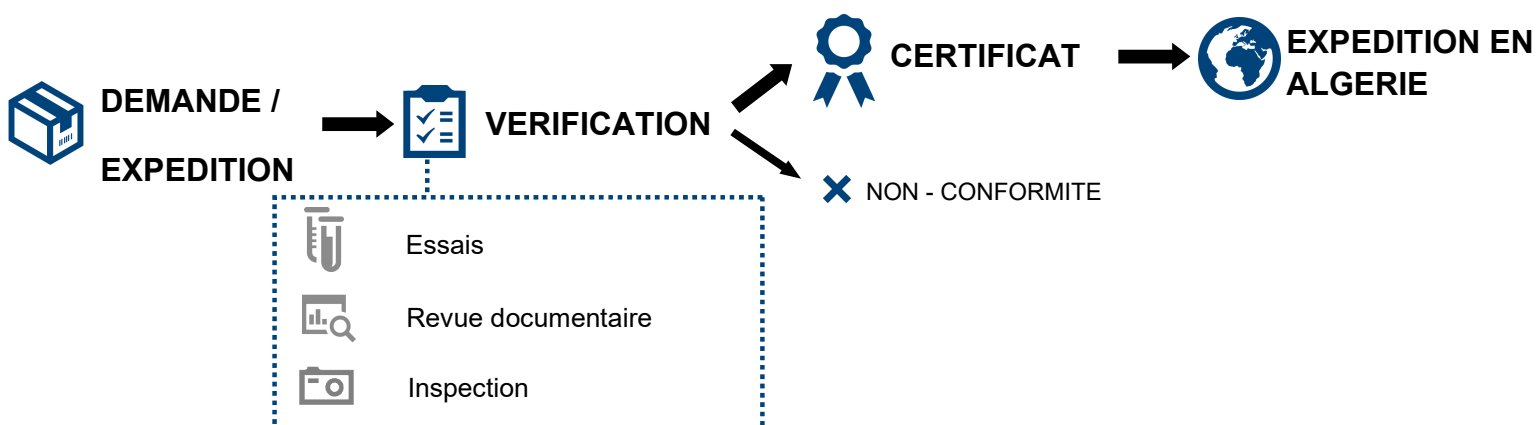 DEMANDE /
EXPEDITION
VERIFICATION
CERTIFICAT
EXPEDITION EN
ALGERIE
NON - CONFORMITE
Essais
Revue documentaire
Inspection